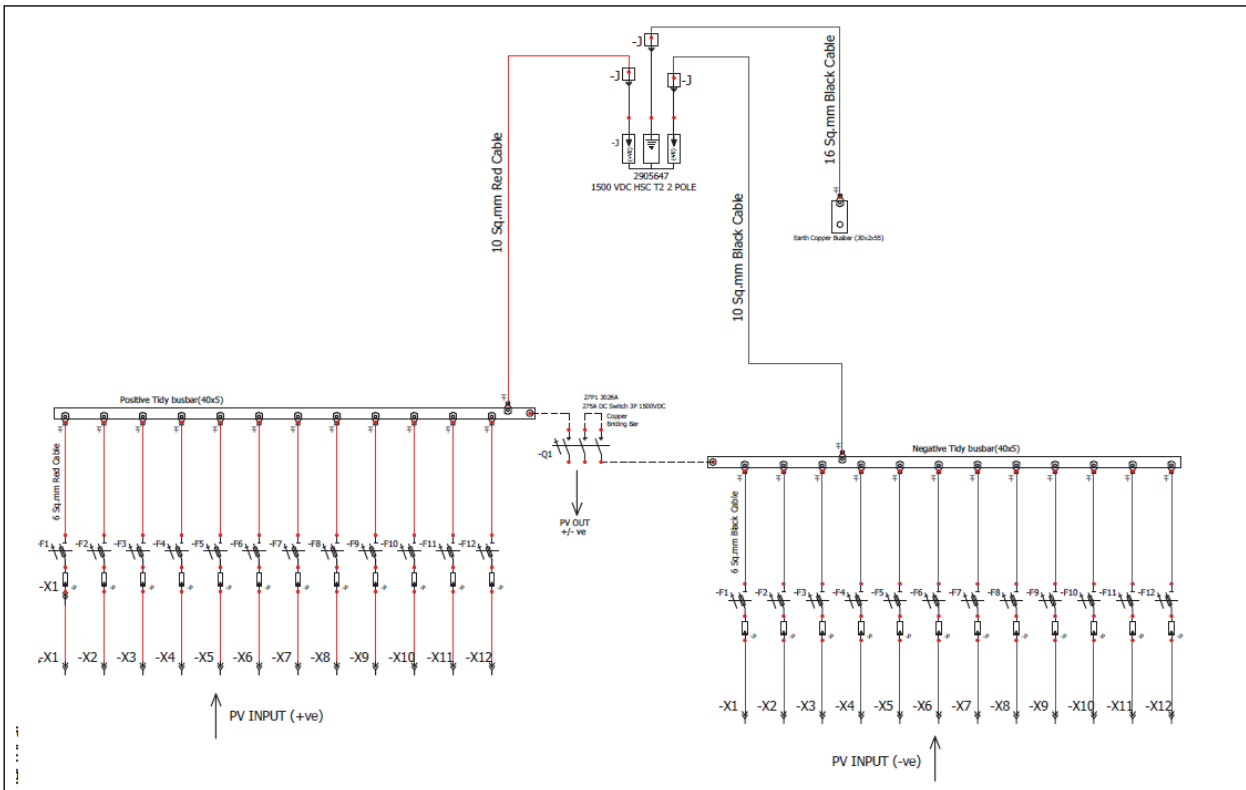 -J
-J
-J
-J
(+VE)
(-VE)
2905647
1500 VDC HSC T2 2 POLE
10 Sq.mm Red Cable
10 Sq.mm Black Cable
16 Sq.mm Black Cable
Earth Copper Busbar (30x2x55)
Positive Tidy busbar(40x5)
27P1 3026A
275A DC Switch 3P 1500VDC
Copper
Briding Bar
-Q1
PV OUT
+/- ve
Negative Tidy busbar(40x5)
6 Sq.mm Red Cable
-F1 -F2 -F3 -F4 -F5 -F6 -F7 -F8 -F9 -F10 -F11 -F12
-X1
-X1 -X2 -X3 -X4 -X5 -X6 -X7 -X8 -X9 -X10 -X11 -X12
PV INPUT (+ve)
6 Sq.mm Black Cable
-F1 -F2 -F3 -F4 -F5 -F6 -F7 -F8 -F9 -F10 -F11 -F12
-X1 -X2 -X3 -X4 -X5 -X6 -X7 -X8 -X9 -X10 -X11 -X12
PV INPUT (-ve)